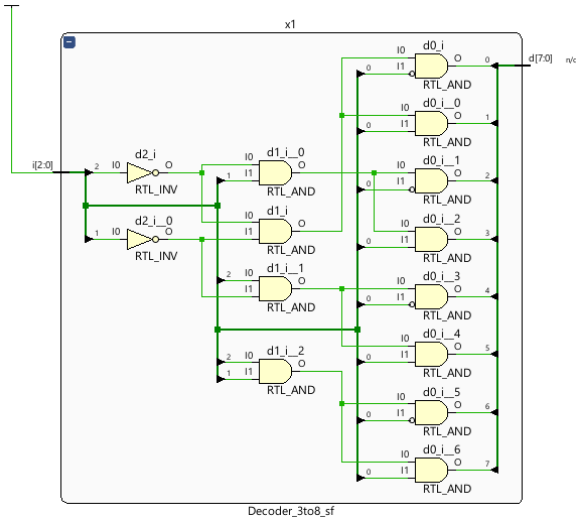 x1
d0_i
I0
O
0
d[7:0]
n/c
0
I1
RTL_AND
d0_i__0
I0
O
1
0
I1
RTL_AND
i[2:0]
2
I0
d2_i
O
RTL_INV
d1_i__0
I0
O
1
I1
RTL_AND
d0_i__1
I0
O
2
0
I1
RTL_AND
1
I0
d2_i__0
O
RTL_INV
d1_i
I0
O
I1
RTL_AND
d0_i__2
I0
O
3
0
I1
RTL_AND
d1_i__1
2
I0
O
I1
RTL_AND
d0_i__3
I0
O
4
0
I1
RTL_AND
d0_i__4
I0
O
5
0
I1
RTL_AND
d1_i__2
2
I0
O
1
I1
RTL_AND
d0_i__5
I0
O
6
0
I1
RTL_AND
d0_i__6
I0
O
7
0
I1
RTL_AND
Decoder_3to8_sf